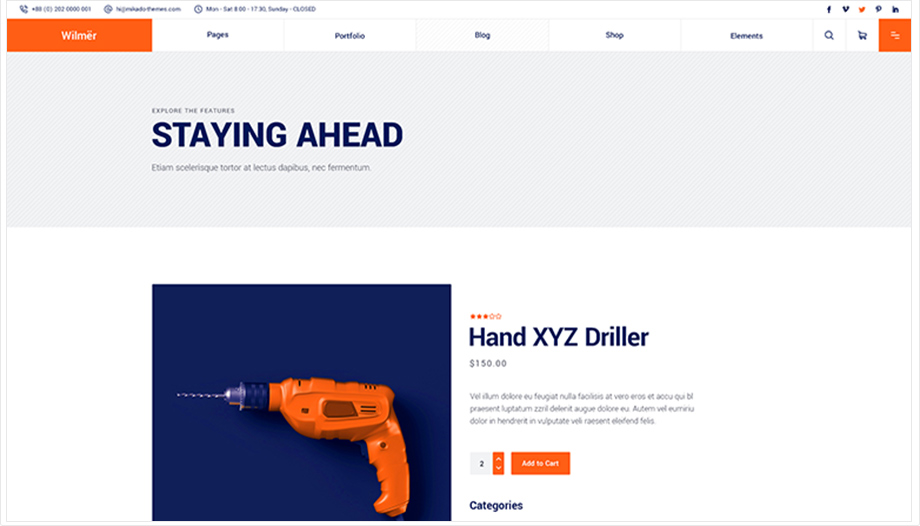 +88 (0) 202 0000 001 hi@mikado-themes.com Mon - Sat 8 00 - 17:30, Sunday - CLOSED
Wilmër Pages Portfolio Blog Shop Elements
EXPLORE THE FEATURES
STAYING AHEAD
Etiam scelerisque tortor at lectus dapibus, nec fermentum.
Hand XYZ Driller
$150.00
Vel illum dolore eu feugiat nulla facilisis at vero eros et accu qui bl
praesent luptatum zzril delenit augue dolore eu. Autem vel eumiriu
dolor in hendrerit in vulputate veli raesent eleifend felis.
2 Add to Cart
Categories